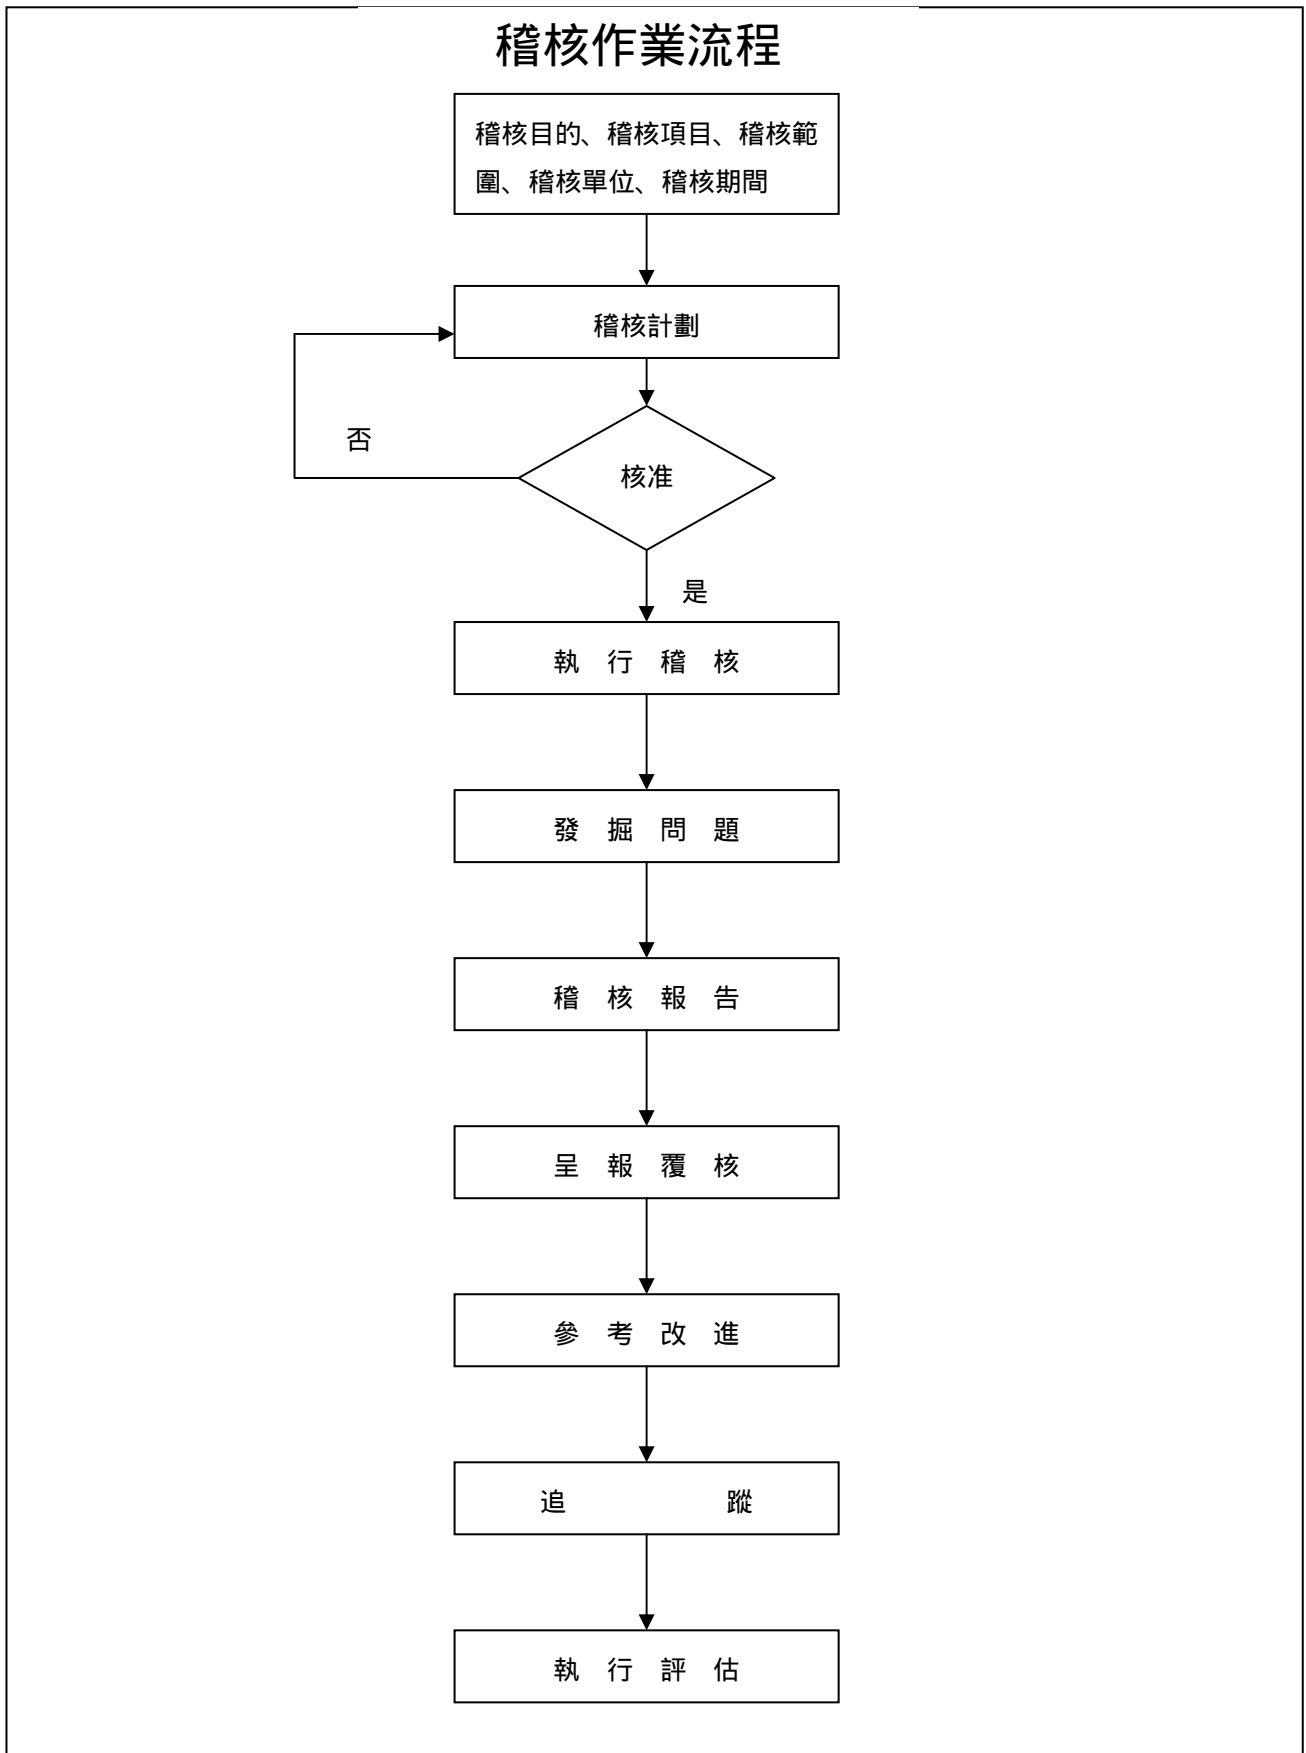 稽核作業流程
稽核目的、稽核項目、稽核範
圍、稽核單位、稽核期間
稽核計劃
否
核准
是
執 行 稽 核
發 掘 問 題
稽 核 報 告
呈 報 覆 核
參 考 改 進
追 蹤
執 行 評 估